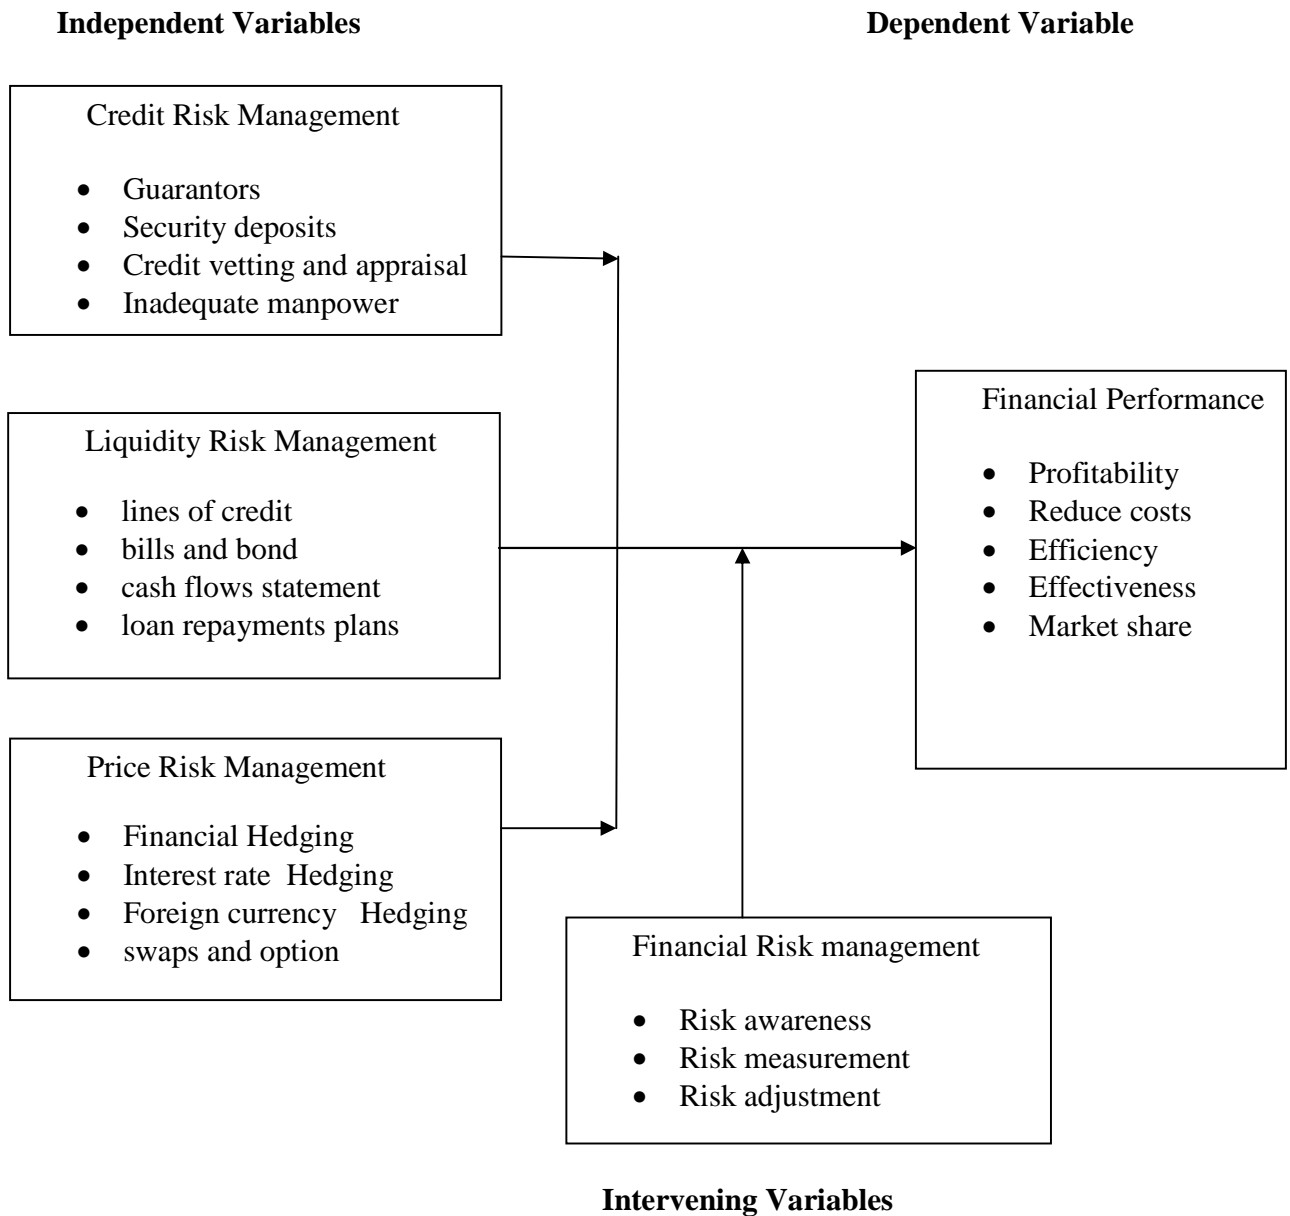 Independent Variables
Dependent Variable
Credit Risk Management
• Guarantors
• Security deposits
• Credit vetting and appraisal
• Inadequate manpower
Liquidity Risk Management
• lines of credit
• bills and bond
• cash flows statement
• loan repayments plans
Price Risk Management
• Financial Hedging
• Interest rate Hedging
• Foreign currency Hedging
• swaps and option
Financial Performance
• Profitability
• Reduce costs
• Efficiency
• Effectiveness
• Market share
Financial Risk management
• Risk awareness
• Risk measurement
• Risk adjustment
Intervening Variables